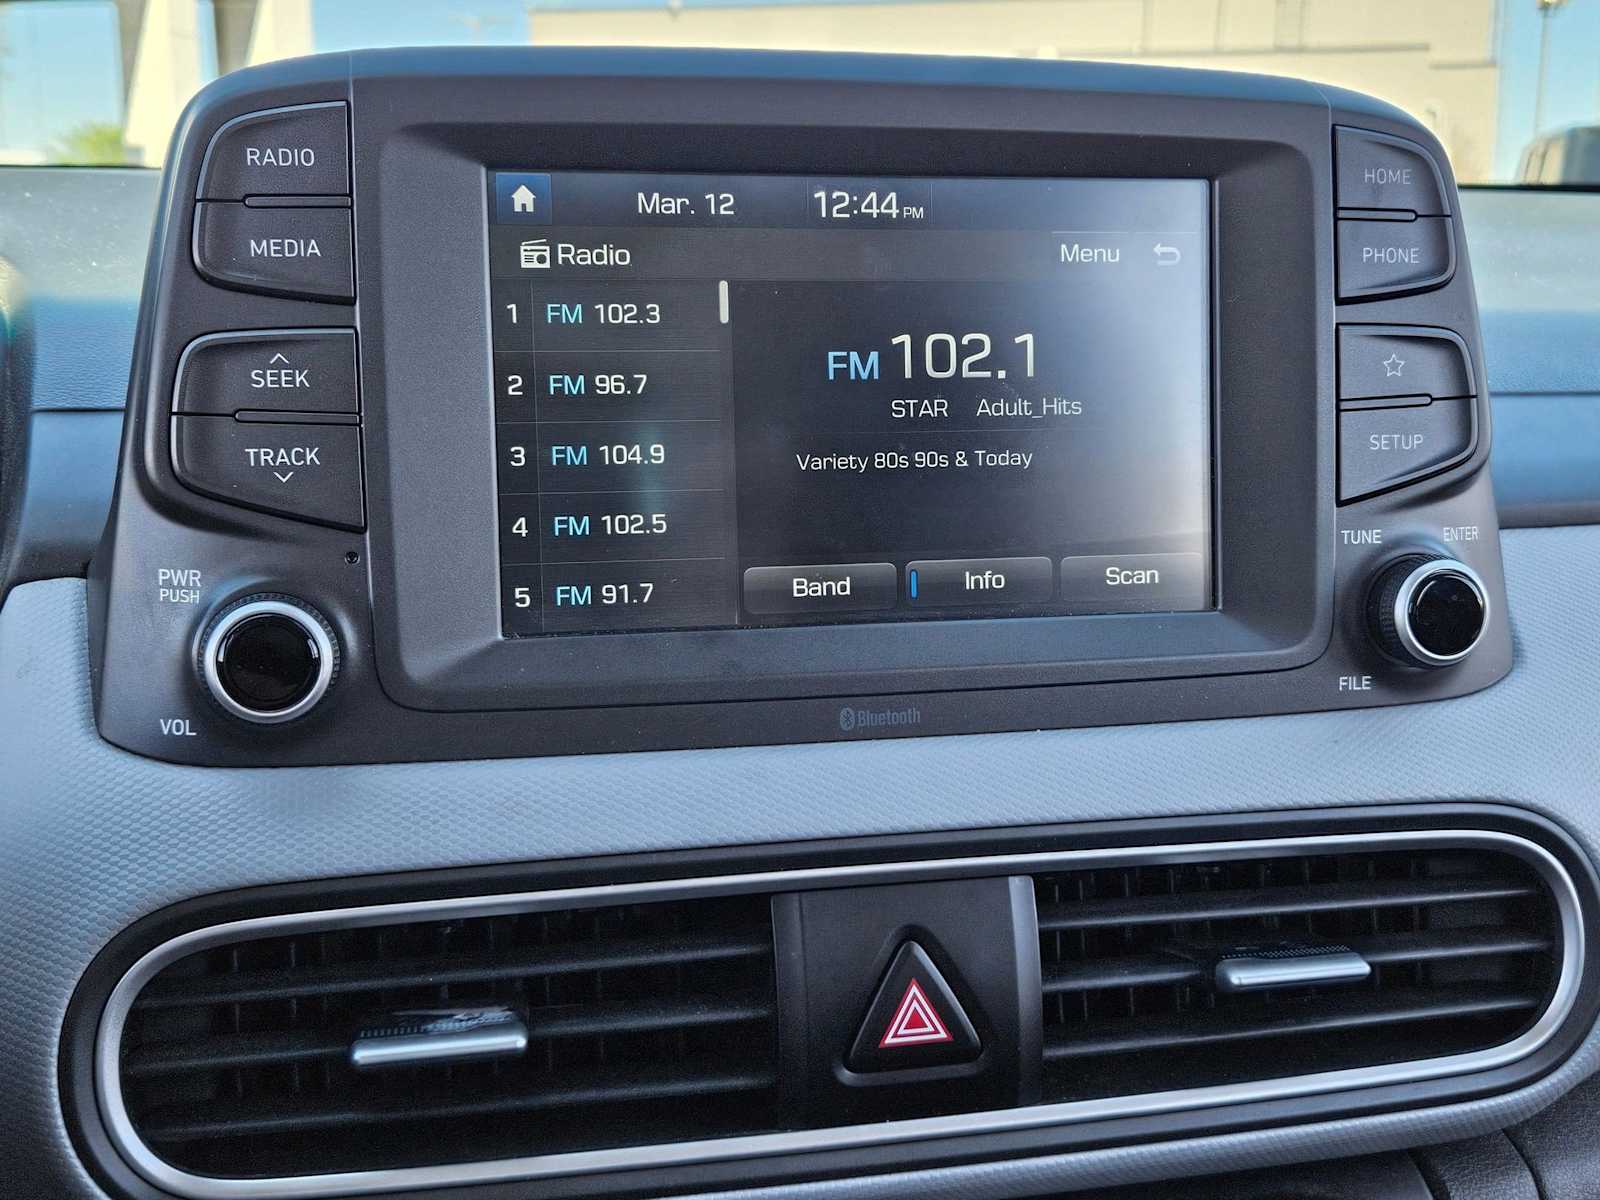 RADIO
MEDIA
SEEK
TRACK
PWR
PUSH
VOL
Mar. 12 12:44 PM
Radio Menu
1 FM 102.3
2 FM 96.7
3 FM 104.9
4 FM 102.5
5 FM 91.7
FM 102.1
STAR Adult_Hits
Variety 80s 90s & Today
Band Info Scan
Bluetooth
HOME
PHONE
SETUP
TUNE ENTER
FILE